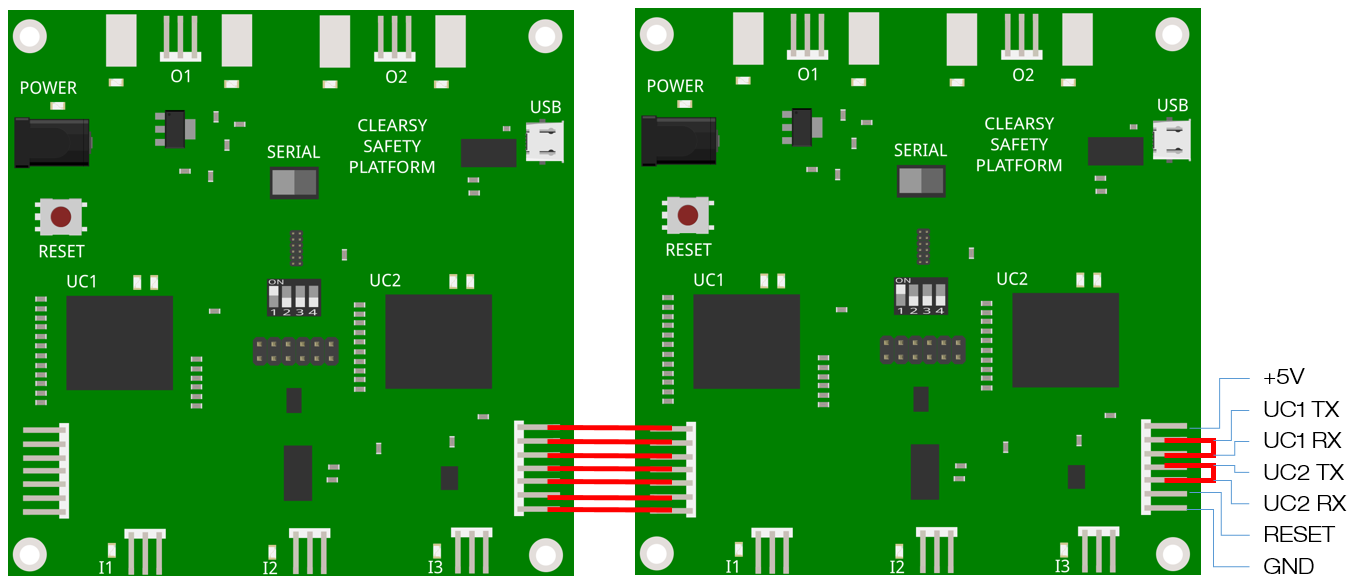 O1
O2
POWER
USB
CLEARSY
SAFETY
PLATFORM
SERIAL
RESET
UC1
UC2
ON
1 2 3 4
I1
I2
I3
O1
O2
POWER
USB
CLEARSY
SAFETY
PLATFORM
SERIAL
RESET
UC1
UC2
ON
1 2 3 4
I1
I2
I3
+5V
UC1 TX
UC1 RX
UC2 TX
UC2 RX
RESET
GND